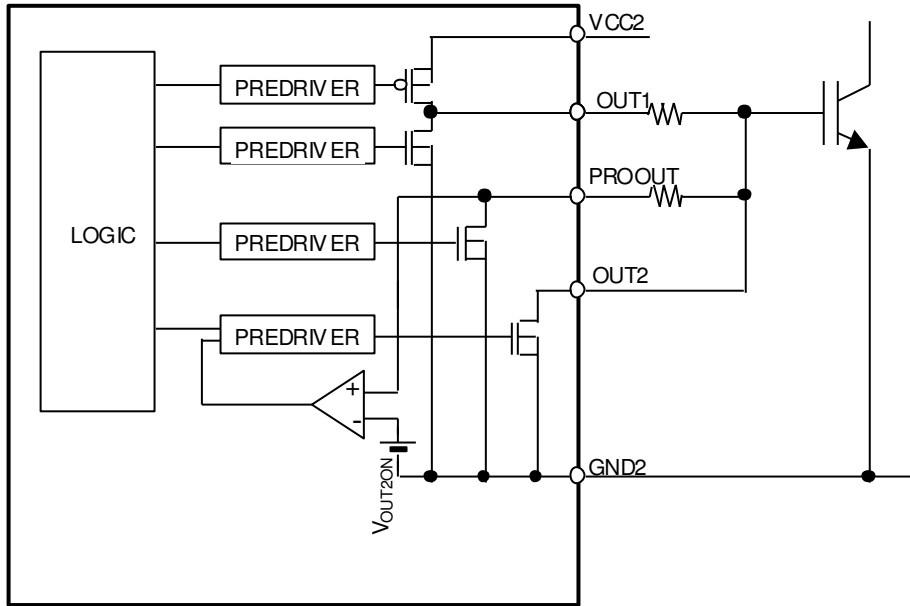 VCC2
PREDRIVER
OUT1
PREDRIVER
PROOUT
LOGIC
PREDRIVER
OUT2
PREDRIVER
+
-
VOUT2ON
GND2